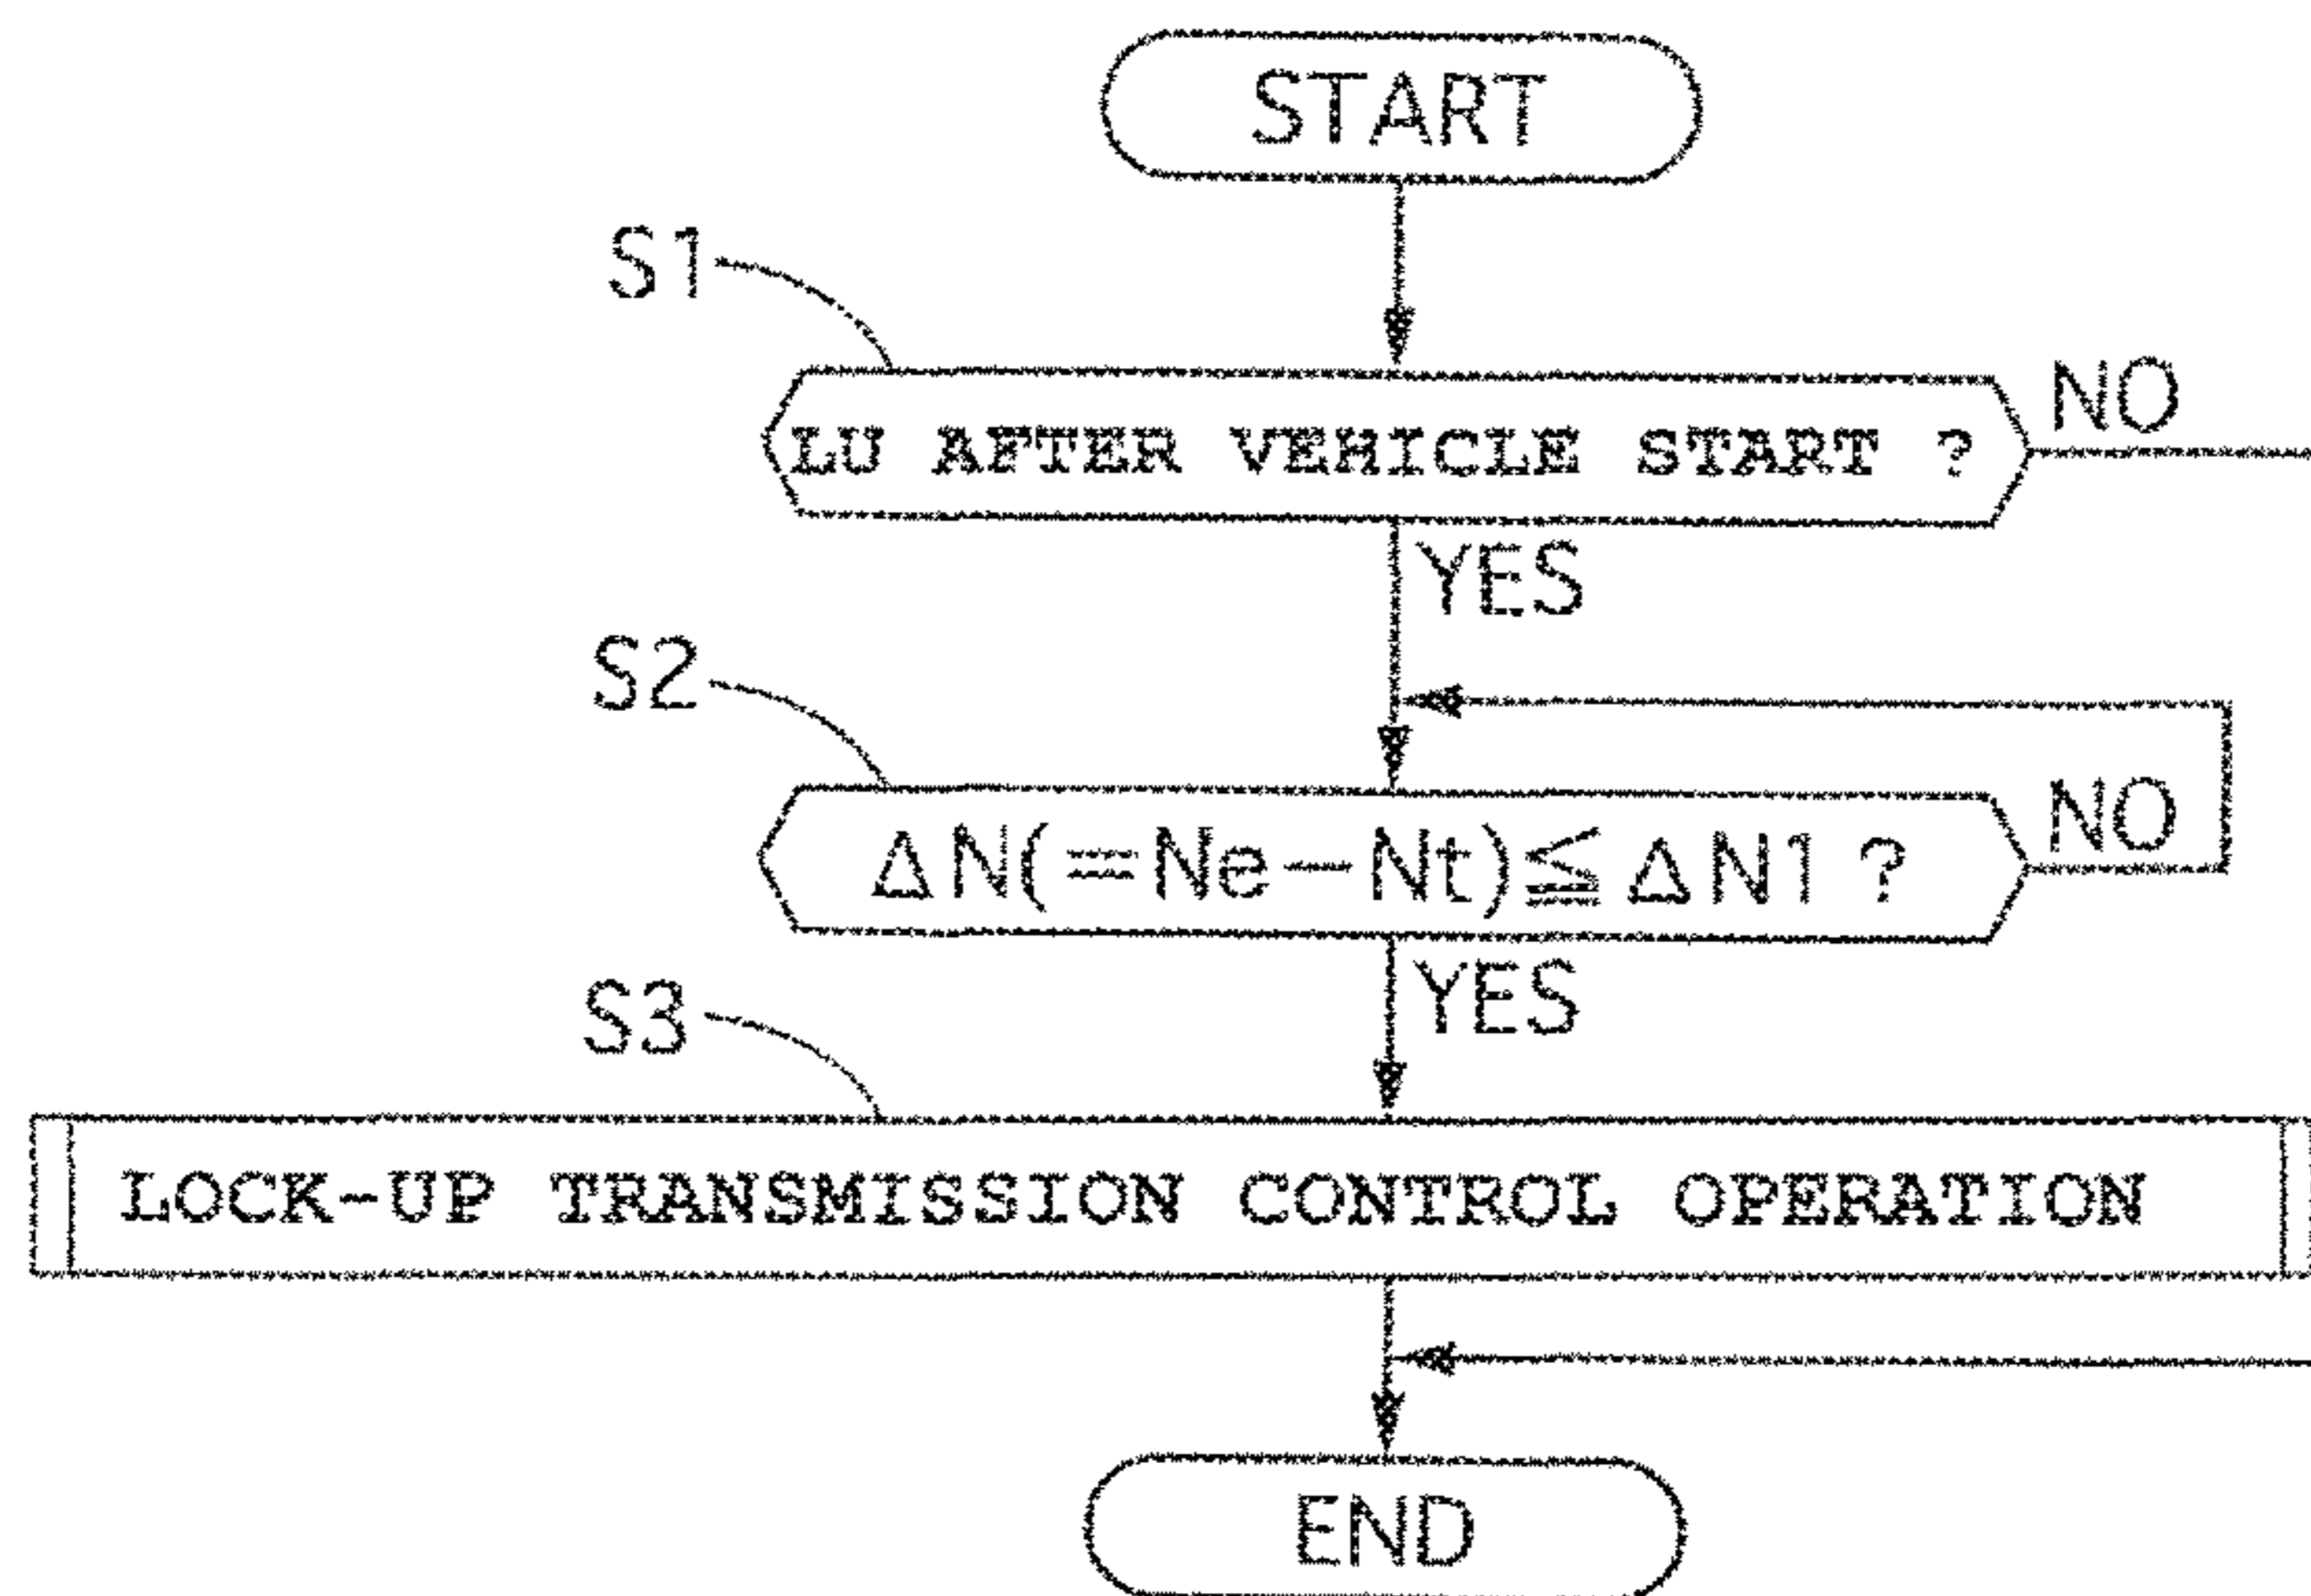 START
S1
LU AFTER VEHICLE START ?
NO
YES
S2
ΔN(=Ne−Nt)≦ΔN1 ?
NO
YES
S3
LOCK-UP TRANSMISSION CONTROL OPERATION
END